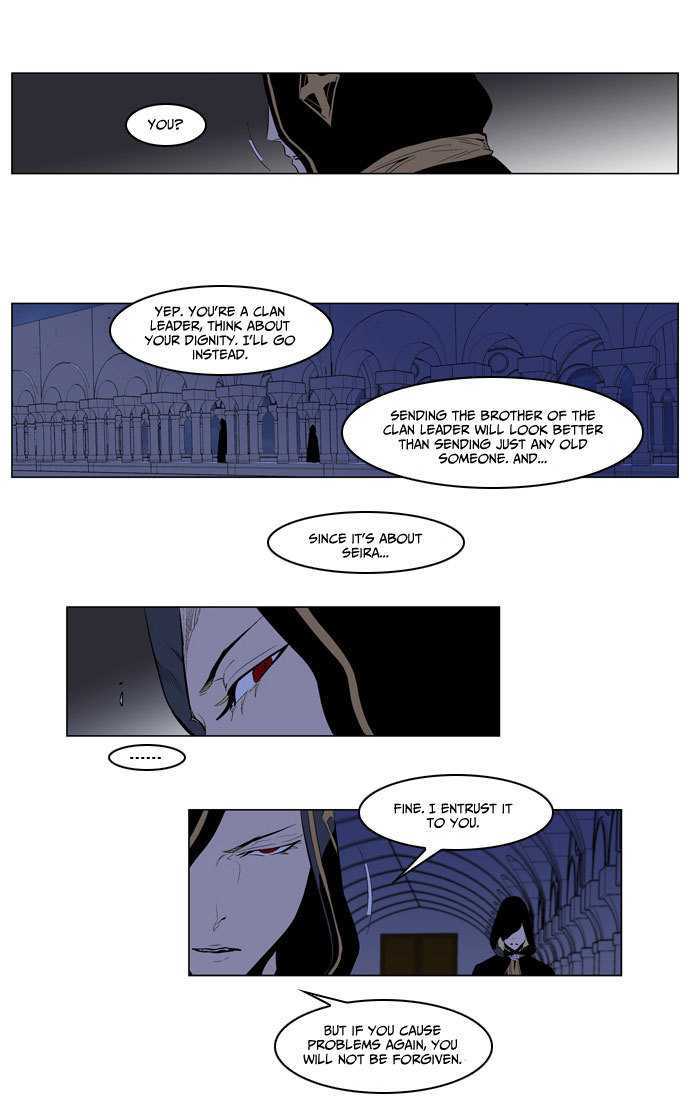 YOU?
YEP. YOU'RE A CLAN
LEADER, THINK ABOUT
YOUR DIGNITY. I'LL GO
INSTEAD.
SENDING THE BROTHER OF THE
CLAN LEADER WILL LOOK BETTER
THAN SENDING JUST ANY OLD
SOMEONE. AND...
SINCE IT'S ABOUT
SEIRA...
------
FINE. I ENTRUST IT
TO YOU.
BUT IF YOU CAUSE
PROBLEMS AGAIN, YOU
WILL NOT BE FORGIVEN.